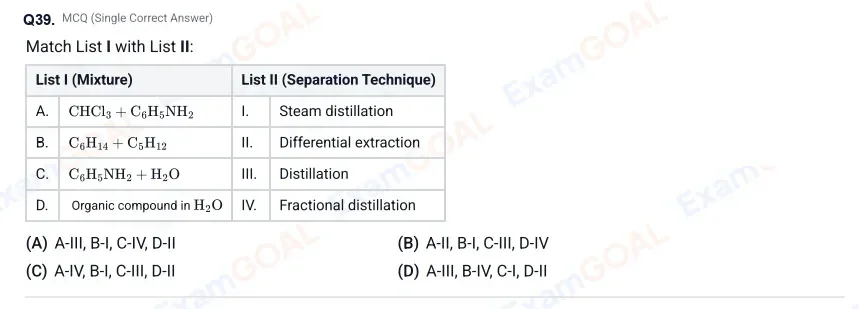 Q39. MCQ (Single Correct Answer)
Match List I with List II:
List I (Mixture) List II (Separation Technique)
A. CHCl₃ + C₆H₅NH₂ I. Steam distillation
B. C₆H₁₄ + C₅H₁₂ II. Differential extraction
C. C₆H₅NH₂ + H₂O III. Distillation
D. Organic compound in H₂O IV. Fractional distillation
(A) A-III, B-I, C-IV, D-II (B) A-II, B-I, C-III, D-IV
(C) A-IV, B-I, C-III, D-II (D) A-III, B-IV, C-I, D-II
ExamGOAL